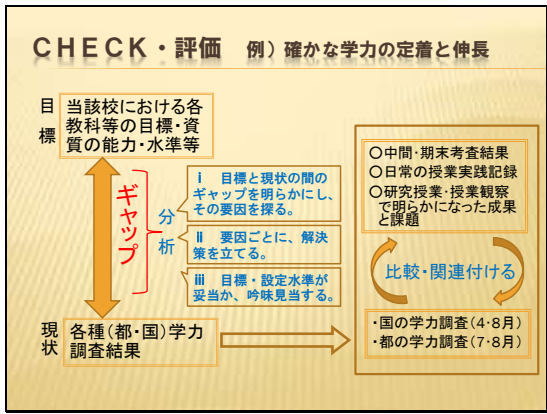 CHECK・評価 例）確かな学力の定着と伸長
目標
当該校における各
教科等の目標・資
質の能力・水準等
ギャップ
分析
ⅰ 目標と現状の間の
ギャップを明らかにし、
その要因を探る。
ⅱ 要因ごとに、解決
策を立てる。
ⅲ 目標・設定水準が
妥当か、吟味見当する。
現状
各種（都・国）学力
調査結果
○中間・期末考査結果
○日常の授業実践記録
○研究授業・授業観察
で明らかになった成果
と課題
比較・関連付ける
・国の学力調査（4・8月）
・都の学力調査（7・8月）